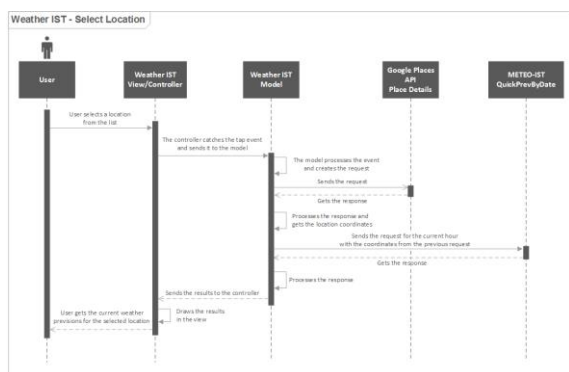 Weather IST - Select Location
User
Weather IST
View/Controller
Weather IST
Model
Google Places
API
Place Details
METEO-IST
QuickPrevByDate
User selects a location
from the list
The controller catches the tap event
and sends it to the model
The model processes the event
and creates the request
Sends the request
Gets the response
Processes the response and
gets the location coordinates
Sends the request for the current hour
with the coordinates from the previous request
Gets the response
Processes the response
Sends the results to the controller
User gets the current weather
previsions for the selected location
Draws the results
in the view